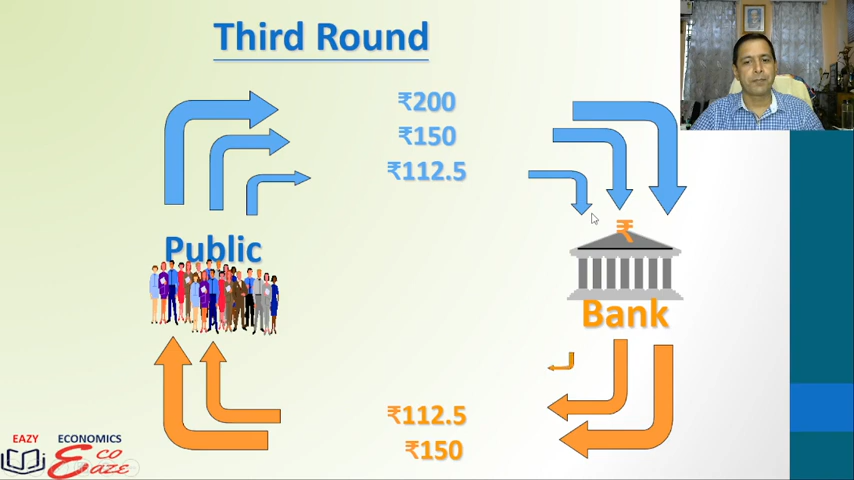 Third Round
₹200
₹150
₹112.5
Public
₹
Bank
₹112.5
₹150
EAZY ECONOMICS
Eco
Eaze